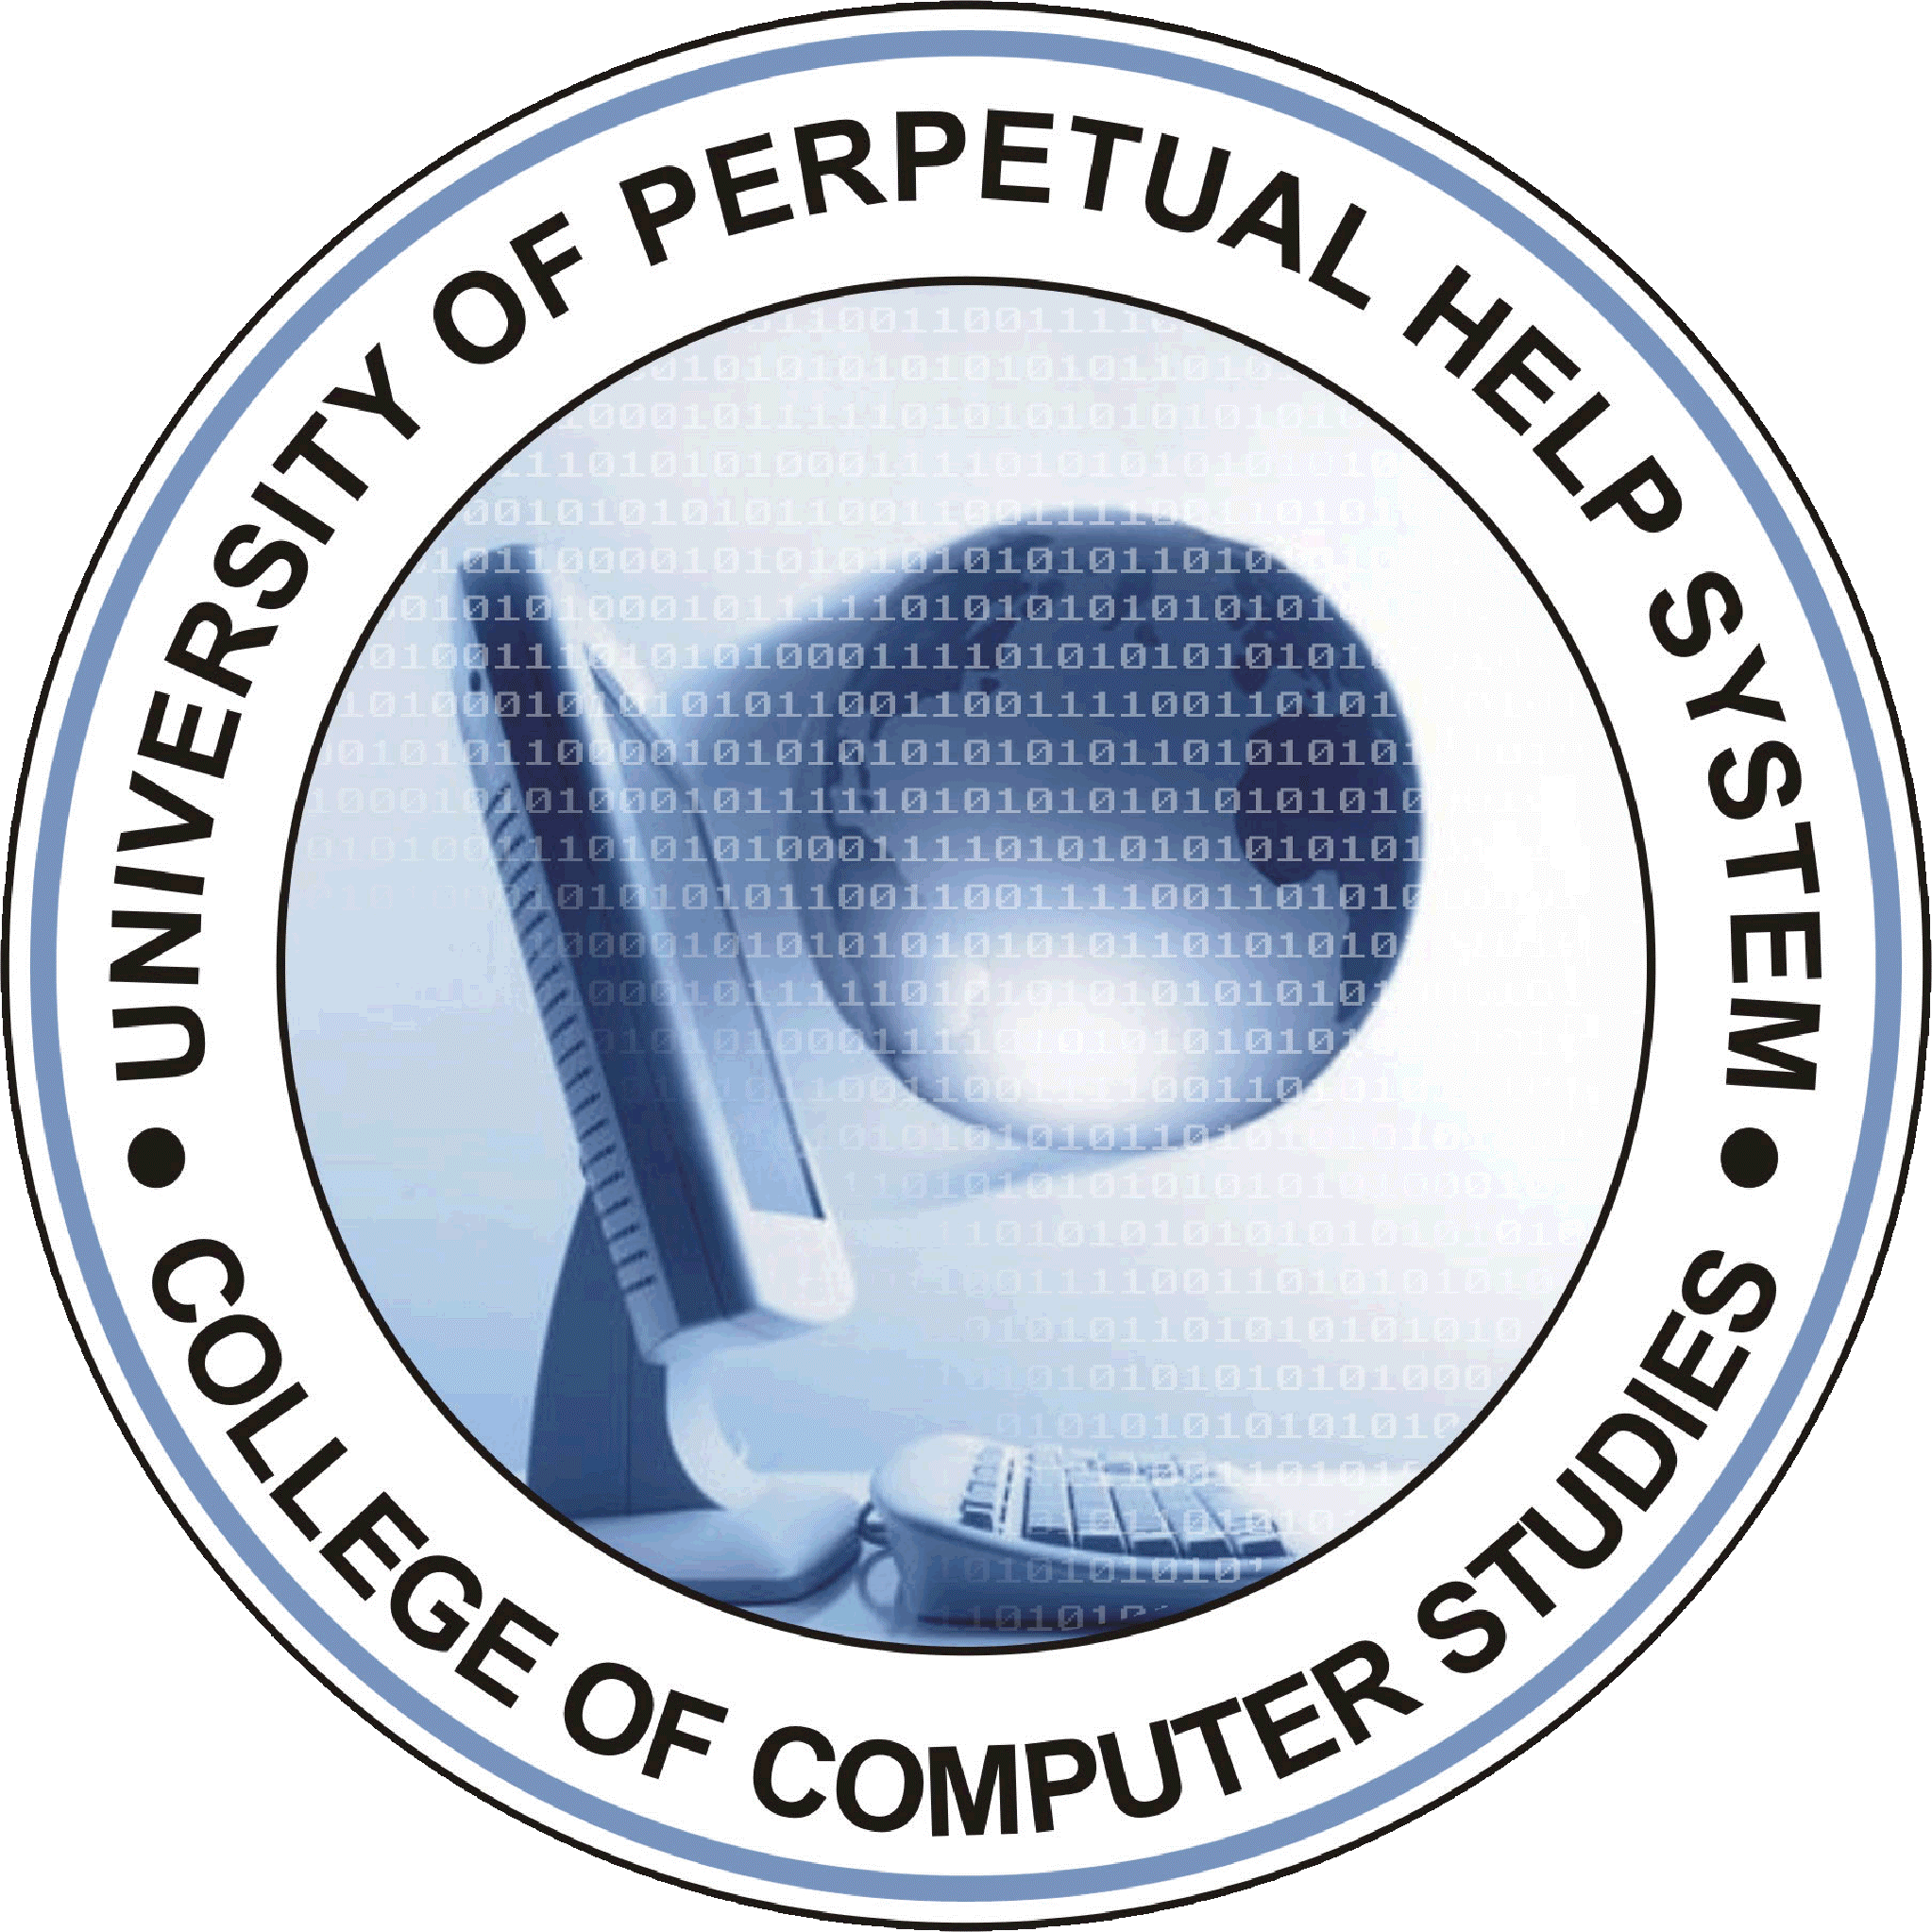 UNIVERSITY OF PERPETUAL HELP SYSTEM
COLLEGE OF COMPUTER STUDIES